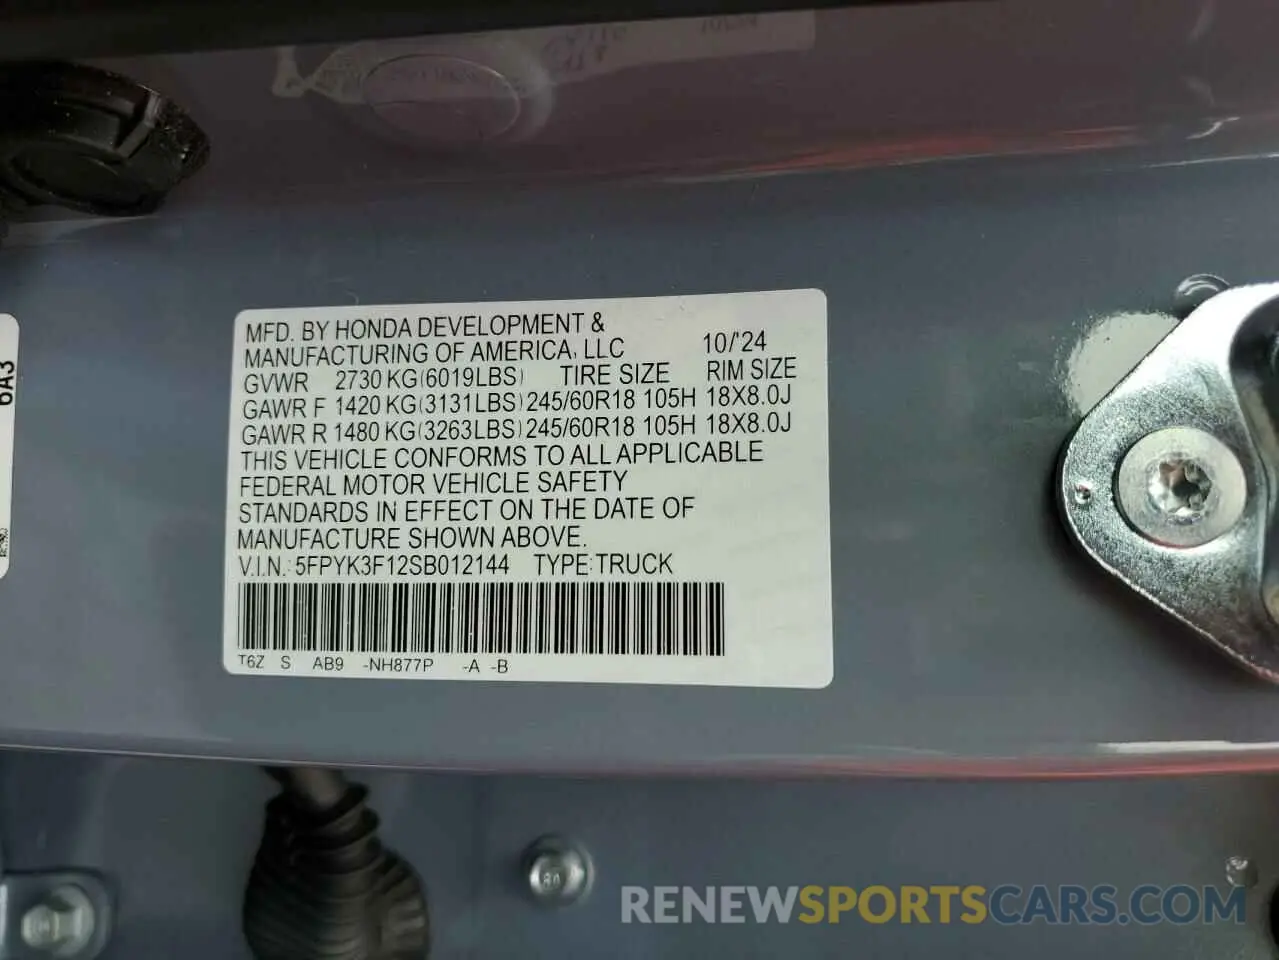 MFD. BY HONDA DEVELOPMENT &
MANUFACTURING OF AMERICA, LLC 10/'24
GVWR 2730 KG(6019LBS) TIRE SIZE RIM SIZE
GAWR F 1420 KG(3131LBS) 245/60R18 105H 18X8.0J
GAWR R 1480 KG(3263LBS) 245/60R18 105H 18X8.0J
THIS VEHICLE CONFORMS TO ALL APPLICABLE
FEDERAL MOTOR VEHICLE SAFETY
STANDARDS IN EFFECT ON THE DATE OF
MANUFACTURE SHOWN ABOVE.
V.I.N.: 5FPYK3F12SB012144 TYPE:TRUCK
T6Z S AB9 -NH877P -A -B
6A3
RENEWSPORTSCARS.COM